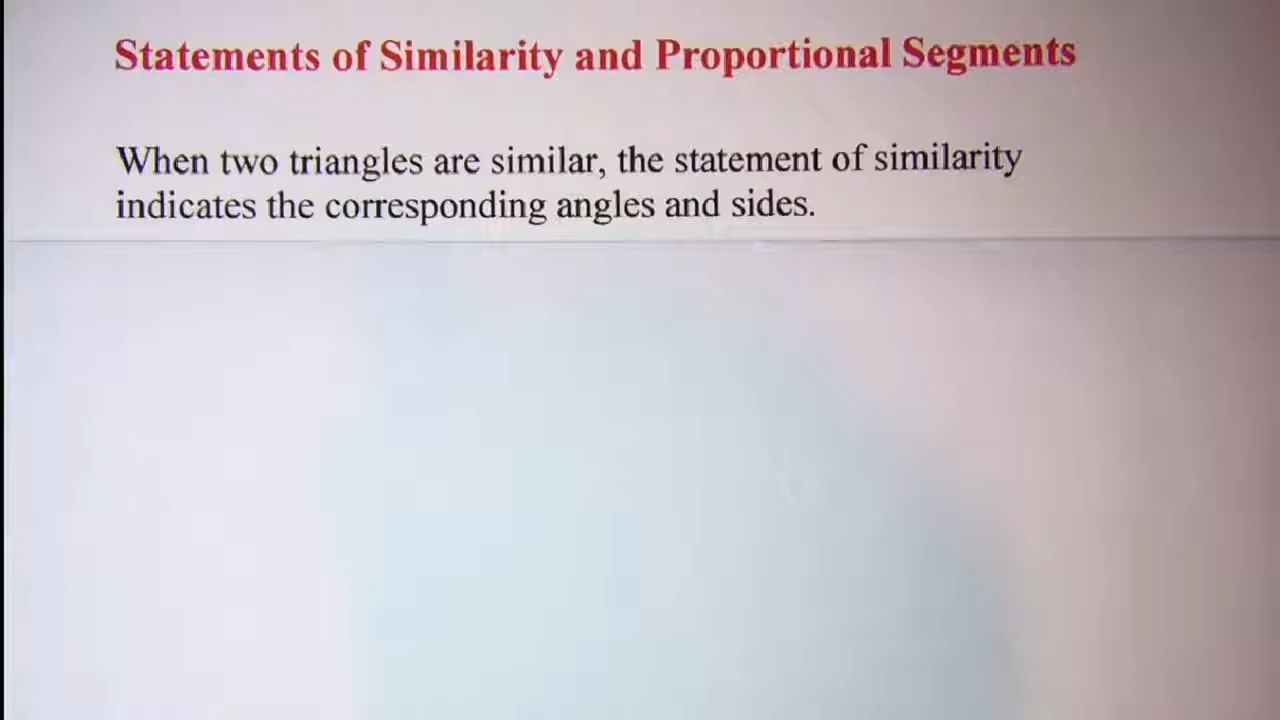 Statements of Similarity and Proportional Segments
When two triangles are similar, the statement of similarity
indicates the corresponding angles and sides.